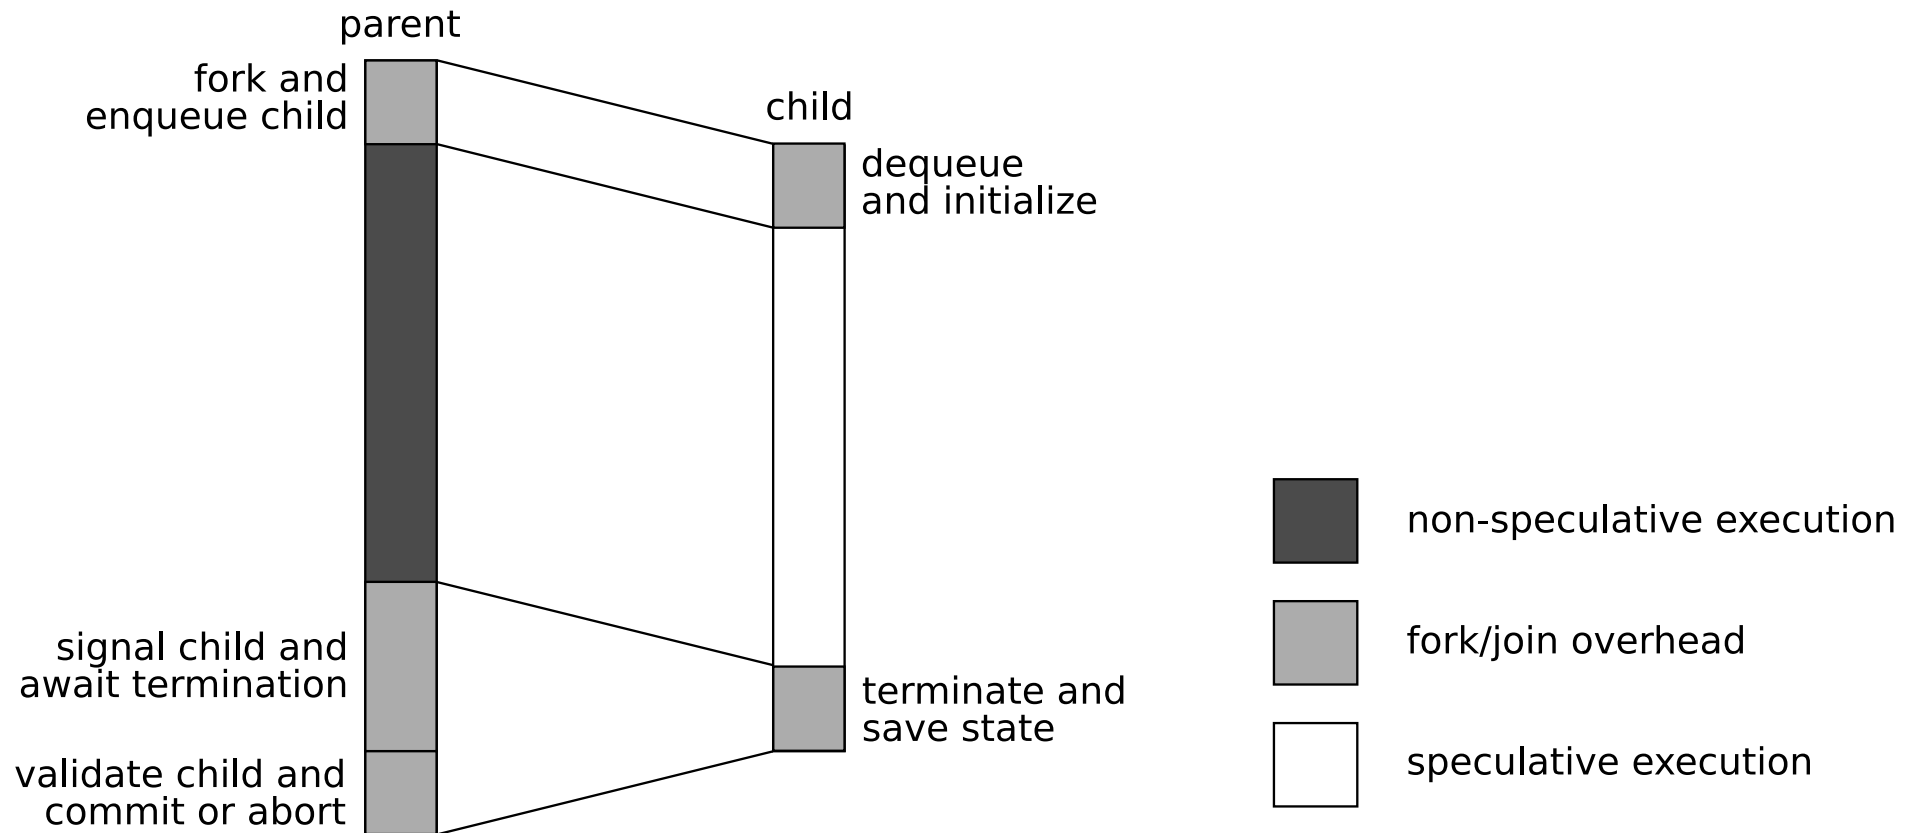 parent
fork and
enqueue child
child
dequeue
and initialize
signal child and
await termination
terminate and
save state
validate child and
commit or abort
non-speculative execution
fork/join overhead
speculative execution